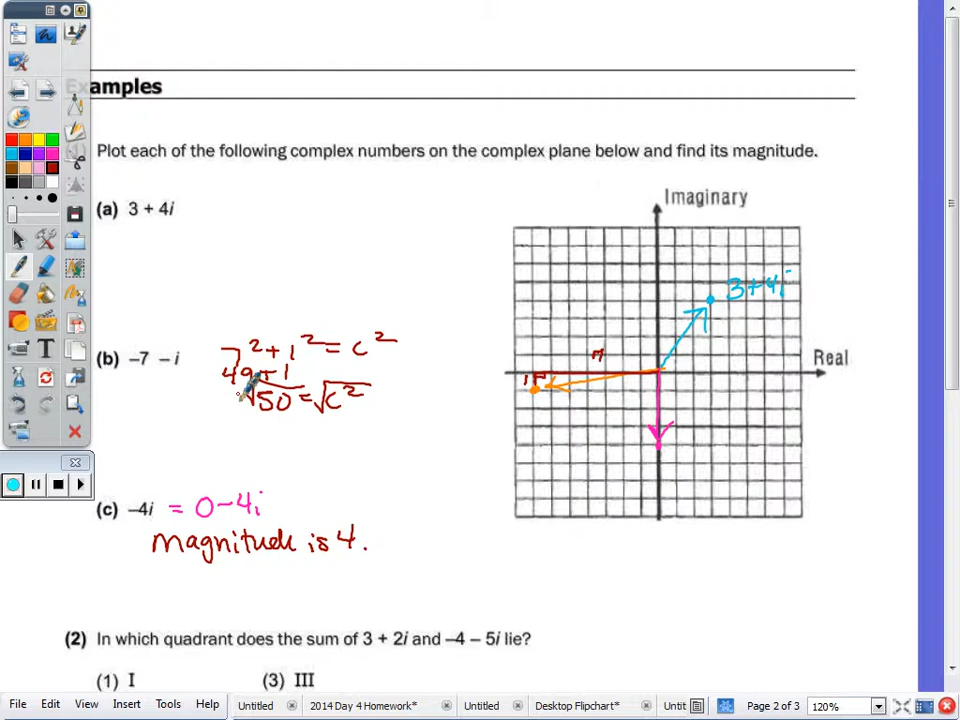 Examples
Plot each of the following complex numbers on the complex plane below and find its magnitude.
(a) 3 + 4i
Imaginary
3+4i
Real
7
1
(b) –7 – i
7² + 1² = c²
49 + 1
√50 = √c²
(c) –4i = 0-4i
magnitude is 4.
(2) In which quadrant does the sum of 3 + 2i and –4 – 5i lie?
(1) I (3) III
File Edit View Insert Tools Help Untitled 2014 Day 4 Homework* Untitled Desktop Flipchart* Untit Page 2 of 3 120%